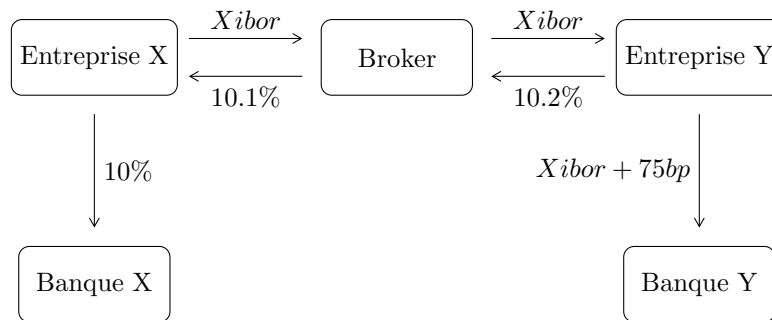 Xibor
Xibor
Entreprise X
Broker
Entreprise Y
10.1%
10.2%
10%
Xibor + 75bp
Banque X
Banque Y